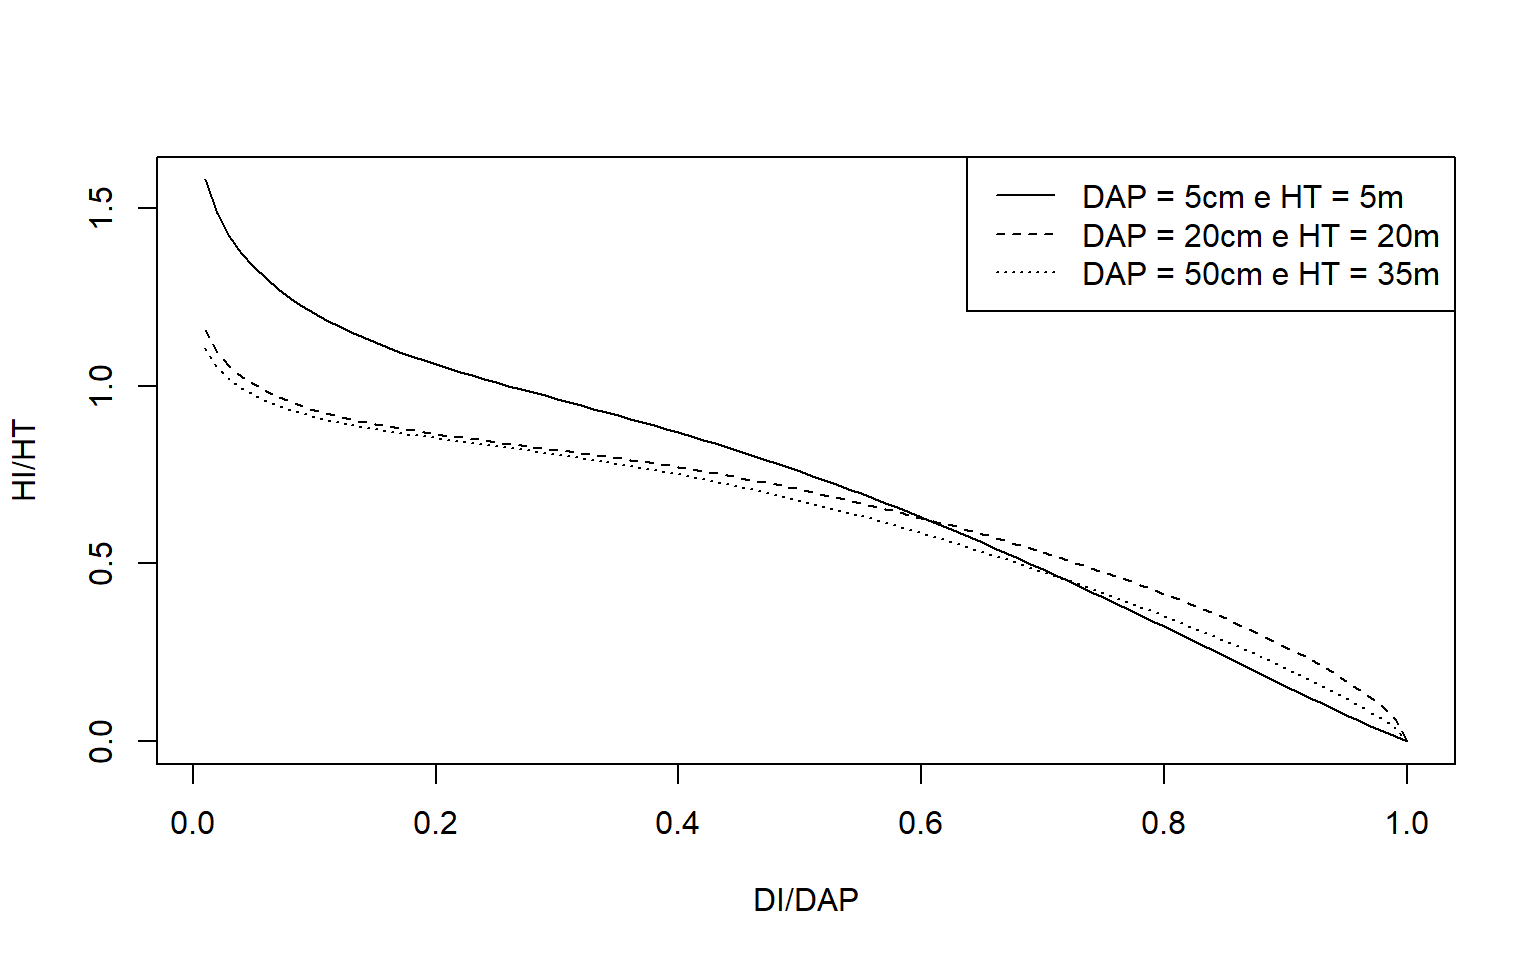 DAP = 5cm e HT = 5m
DAP = 20cm e HT = 20m
DAP = 50cm e HT = 35m
1.5
1.0
0.5
0.0
HI/HT
0.0 0.2 0.4 0.6 0.8 1.0
DI/DAP